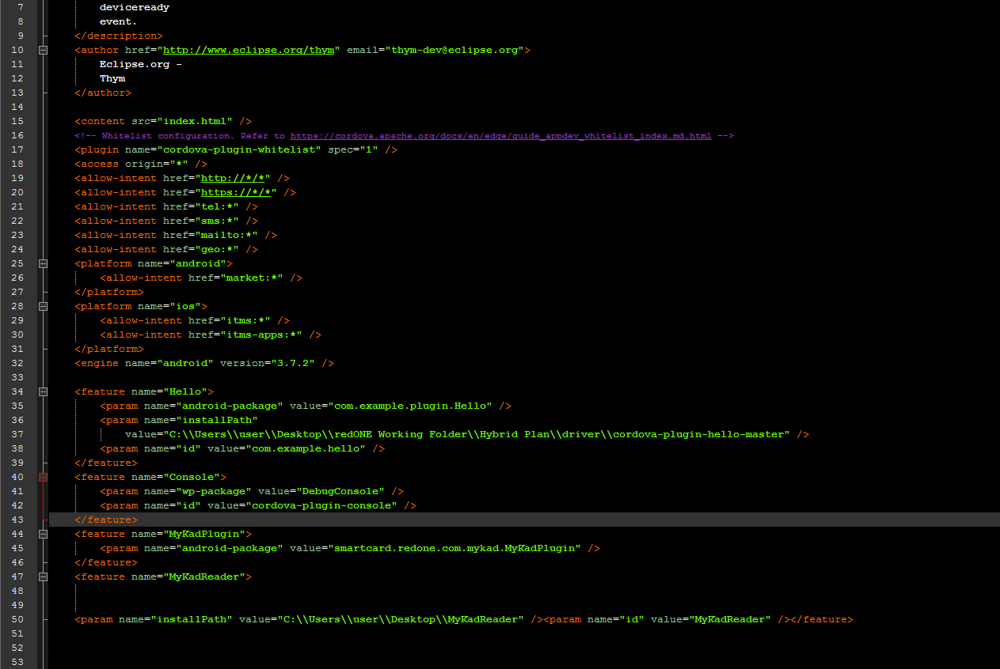 7 deviceready
8 event.
9 </description>
10 <author href="http://www.eclipse.org/thym" email="thym-dev@eclipse.org">
11 Eclipse.org -
12 Thym
13 </author>
14
15 <content src="index.html" />
16 <!-- Whitelist configuration. Refer to https://cordova.apache.org/docs/en/edge/guide_appdev_whitelist_index.md.html -->
17 <plugin name="cordova-plugin-whitelist" spec="1" />
18 <access origin="*" />
19 <allow-intent href="http://*/*" />
20 <allow-intent href="https://*/*" />
21 <allow-intent href="tel:*" />
22 <allow-intent href="sms:*" />
23 <allow-intent href="mailto:*" />
24 <allow-intent href="geo:*" />
25 <platform name="android">
26 <allow-intent href="market:*" />
27 </platform>
28 <platform name="ios">
29 <allow-intent href="itms:*" />
30 <allow-intent href="itms-apps:*" />
31 </platform>
32 <engine name="android" version="3.7.2" />
33
34 <feature name="Hello">
35 <param name="android-package" value="com.example.plugin.Hello" />
36 <param name="installPath"
37 value="C:\\Users\\user\\Desktop\\redONE Working Folder\\Hybrid Plan\\driver\\cordova-plugin-hello-master" />
38 <param name="id" value="com.example.hello" />
39 </feature>
40 <feature name="Console">
41 <param name="wp-package" value="DebugConsole" />
42 <param name="id" value="cordova-plugin-console" />
43 </feature>
44 <feature name="MyKadPlugin">
45 <param name="android-package" value="smartcard.redone.com.mykad.MyKadPlugin" />
46 </feature>
47 <feature name="MyKadReader">
48
49
50 <param name="installPath" value="C:\\Users\\user\\Desktop\\MyKadReader" /><param name="id" value="MyKadReader" /></feature>
51
52
53